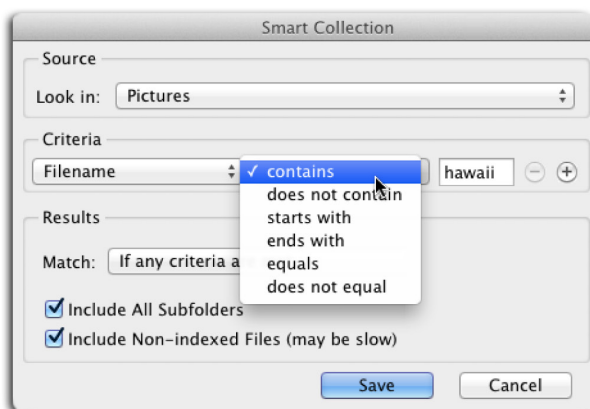 Smart Collection
Source
Look in: Pictures
Criteria
Filename ✓ contains hawaii
does not contain
starts with
ends with
equals
does not equal
Results
Match: If any criteria are
Include All Subfolders
Include Non-indexed Files (may be slow)
Save Cancel